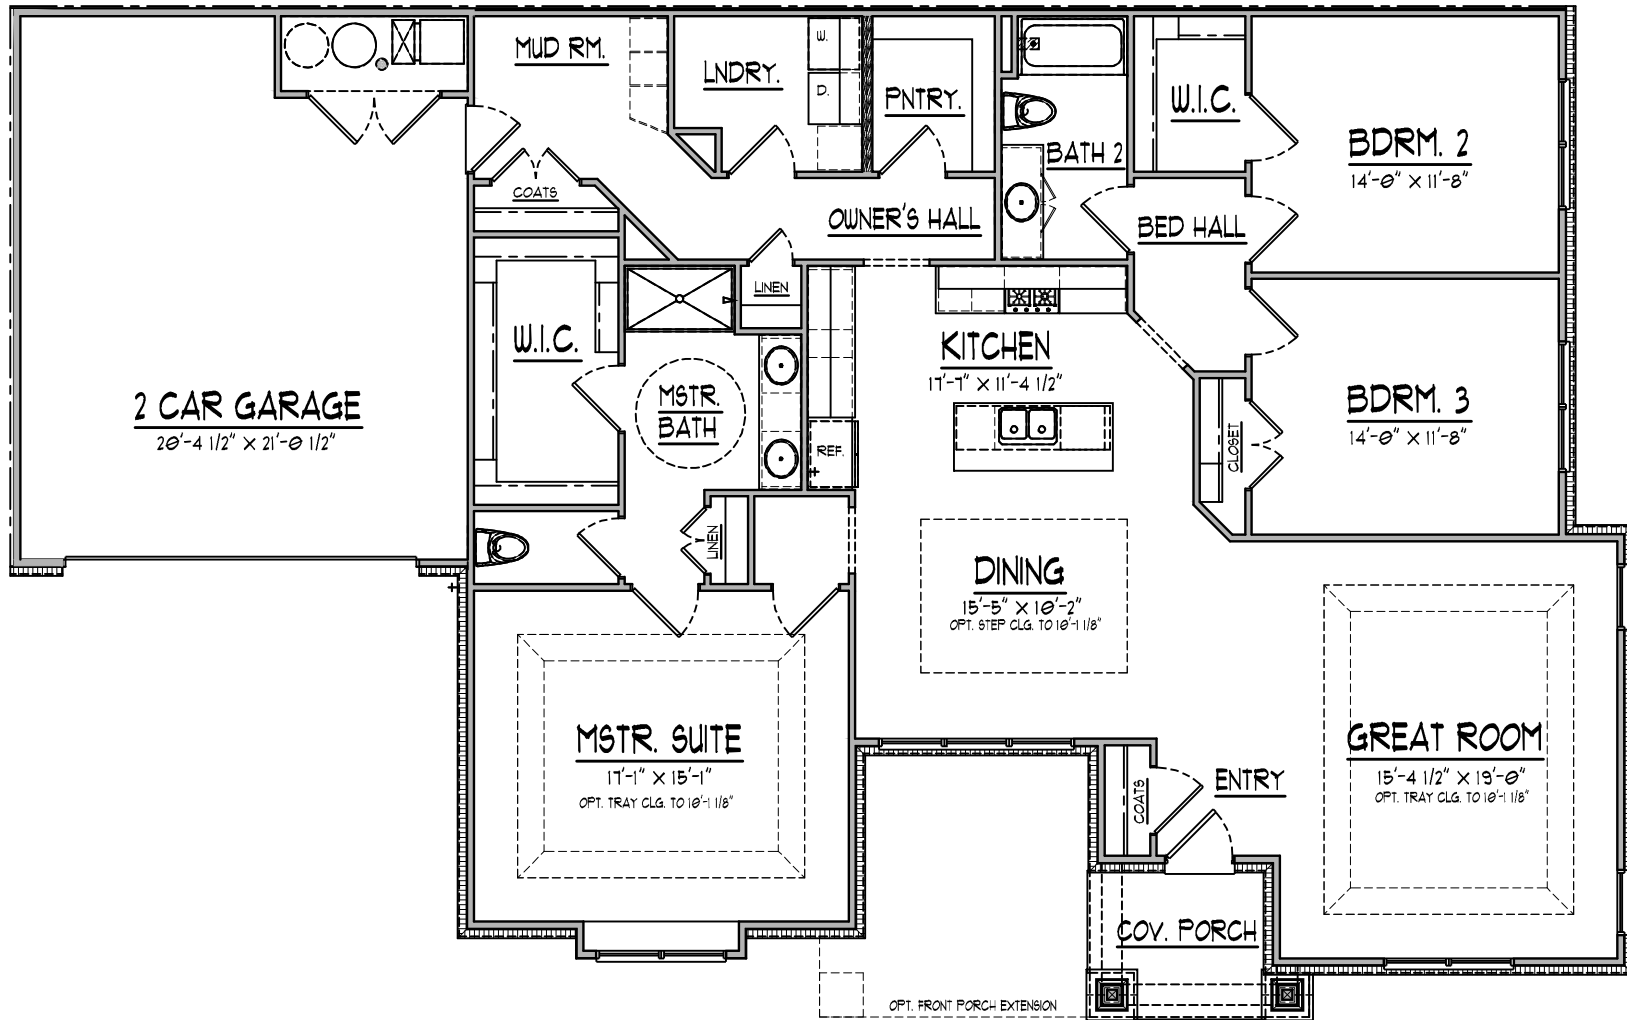 MUD RM.
LNDRY.
W.
D.
PNTRY.
W.I.C.
BATH 2
BDRM. 2
14'-0" X 11'-8"
COATS
OWNER'S HALL
BED HALL
LINEN
W.I.C.
KITCHEN
17'-7" X 11'-4 1/2"
2 CAR GARAGE
20'-4 1/2" X 21'-0 1/2"
MSTR.
BATH
REF.
BDRM. 3
14'-0" X 11'-8"
CLOSET
LINEN
DINING
15'-5" X 10'-2"
OPT. STEP CLG. TO 10'-1 1/8"
MSTR. SUITE
17'-1" X 15'-1"
OPT. TRAY CLG. TO 10'-1 1/8"
GREAT ROOM
15'-4 1/2" X 19'-0"
OPT. TRAY CLG. TO 10'-1 1/8"
COATS
ENTRY
COV. PORCH
OPT. FRONT PORCH EXTENSION